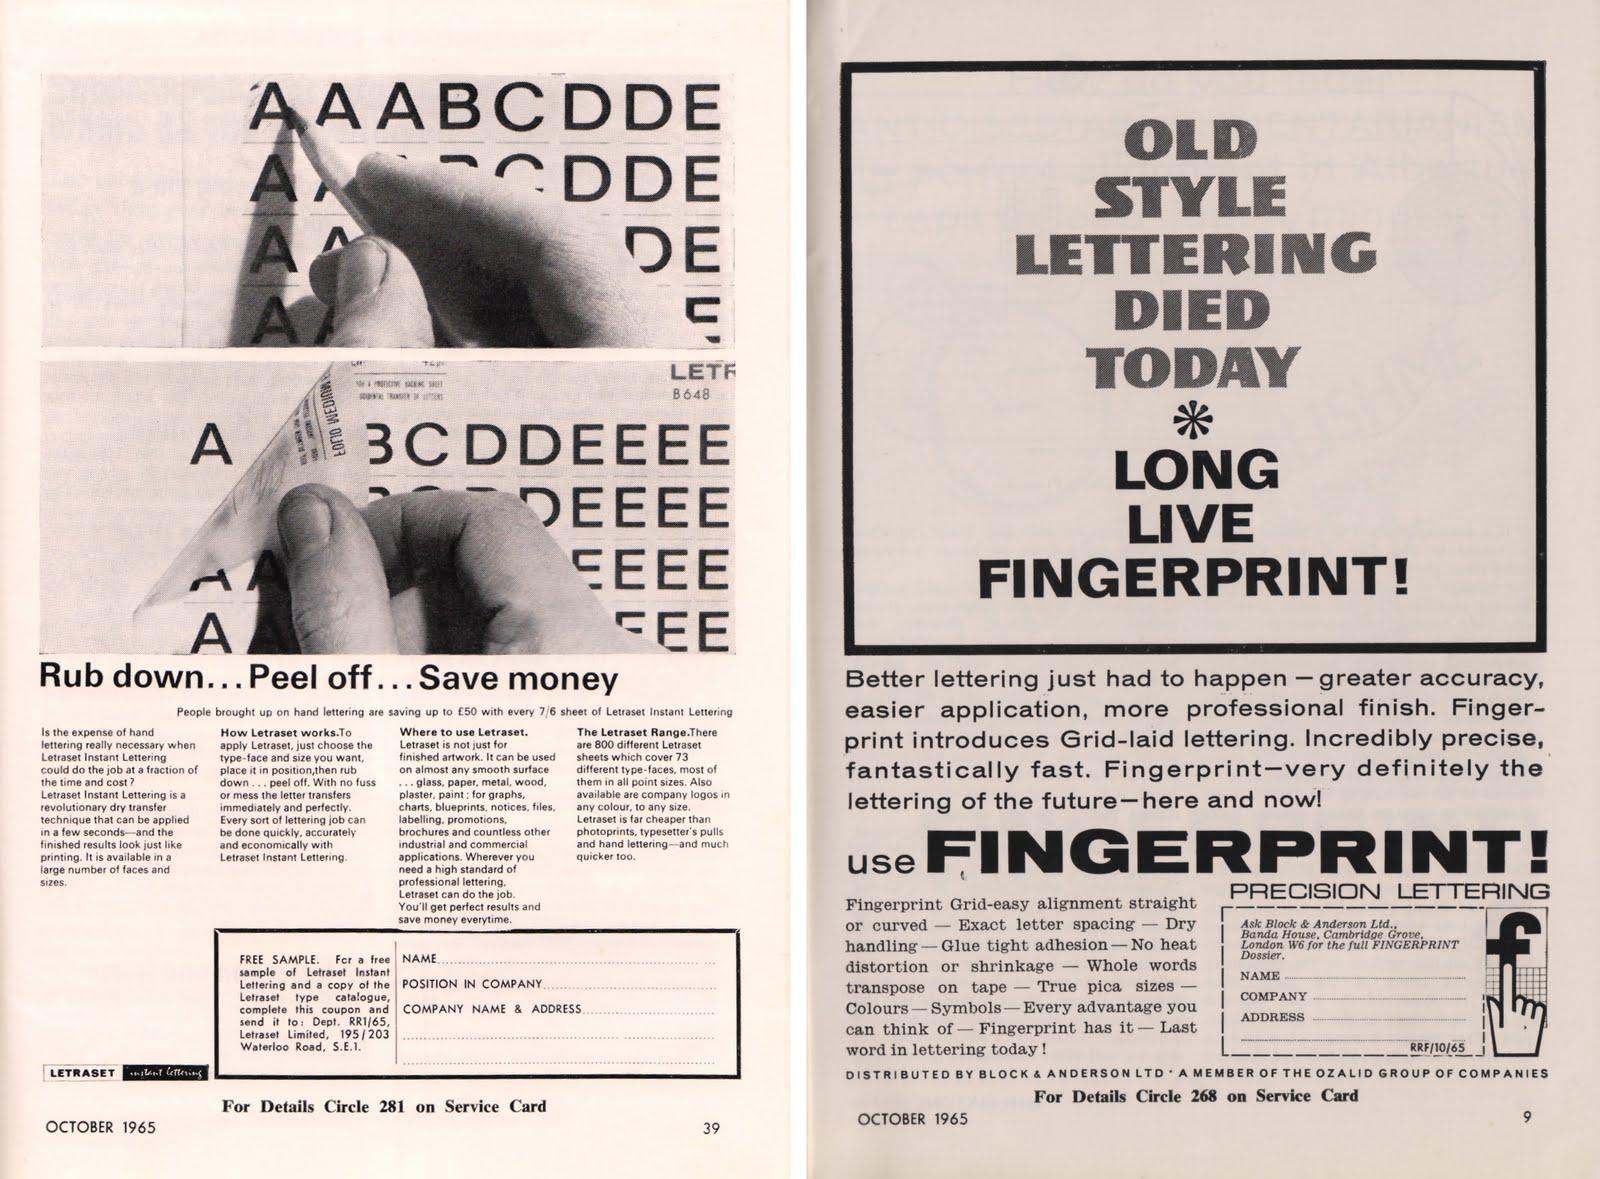 A A A B C D D E
A A B C D D E
A A D E
A A E
LETR
B 648
FOLIO MEDIUM
A B C D D E E E E
D E E E E
A A E E E E
A E E E
Rub down...Peel off...Save money
People brought up on hand lettering are saving up to £50 with every 7/6 sheet of Letraset Instant Lettering
Is the expense of hand
lettering really necessary when
Letraset Instant Lettering
could do the job at a fraction of
the time and cost?
Letraset Instant Lettering is a
revolutionary dry transfer
technique that can be applied
in a few seconds—and the
finished results look just like
printing. It is available in a
large number of faces and
sizes.
How Letraset works.To
apply Letraset, just choose the
type-face and size you want,
place it in position,then rub
down . . . peel off. With no fuss
or mess the letter transfers
immediately and perfectly.
Every sort of lettering job can
be done quickly, accurately
and economically with
Letraset Instant Lettering.
Where to use Letraset.
Letraset is not just for
finished artwork. It can be used
on almost any smooth surface
. . . glass, paper, metal, wood,
plaster, paint ; for graphs,
charts, blueprints, notices, files,
labelling, promotions,
brochures and countless other
industrial and commercial
applications. Wherever you
need a high standard of
professional lettering,
Letraset can do the job.
You'll get perfect results and
save money everytime.
The Letraset Range.There
are 800 different Letraset
sheets which cover 73
different type-faces, most of
them in all point sizes. Also
available are company logos in
any colour, to any size.
Letraset is far cheaper than
photoprints, typesetter's pulls
and hand lettering—and much
quicker too.
FREE SAMPLE. For a free
sample of Letraset Instant
Lettering and a copy of the
Letraset type catalogue,
complete this coupon and
send it to: Dept. RR1/65,
Letraset Limited, 195/203
Waterloo Road, S.E.1.
NAME
POSITION IN COMPANY
COMPANY NAME & ADDRESS
LETRASET instant lettering
For Details Circle 281 on Service Card
OCTOBER 1965
39
OLD
STYLE
LETTERING
DIED
TODAY
*
LONG
LIVE
FINGERPRINT!
Better lettering just had to happen — greater accuracy,
easier application, more professional finish. Finger-
print introduces Grid-laid lettering. Incredibly precise,
fantastically fast. Fingerprint—very definitely the
lettering of the future—here and now!
use FINGERPRINT!
PRECISION LETTERING
Fingerprint Grid-easy alignment straight
or curved — Exact letter spacing — Dry
handling — Glue tight adhesion — No heat
distortion or shrinkage — Whole words
transpose on tape — True pica sizes —
Colours — Symbols — Every advantage you
can think of — Fingerprint has it — Last
word in lettering today !
Ask Block & Anderson Ltd.,
Banda House, Cambridge Grove,
London W6 for the full FINGERPRINT
Dossier.
NAME
COMPANY
ADDRESS
RRF/10/65
f
DISTRIBUTED BY BLOCK & ANDERSON LTD · A MEMBER OF THE OZALID GROUP OF COMPANIES
For Details Circle 268 on Service Card
OCTOBER 1965
9